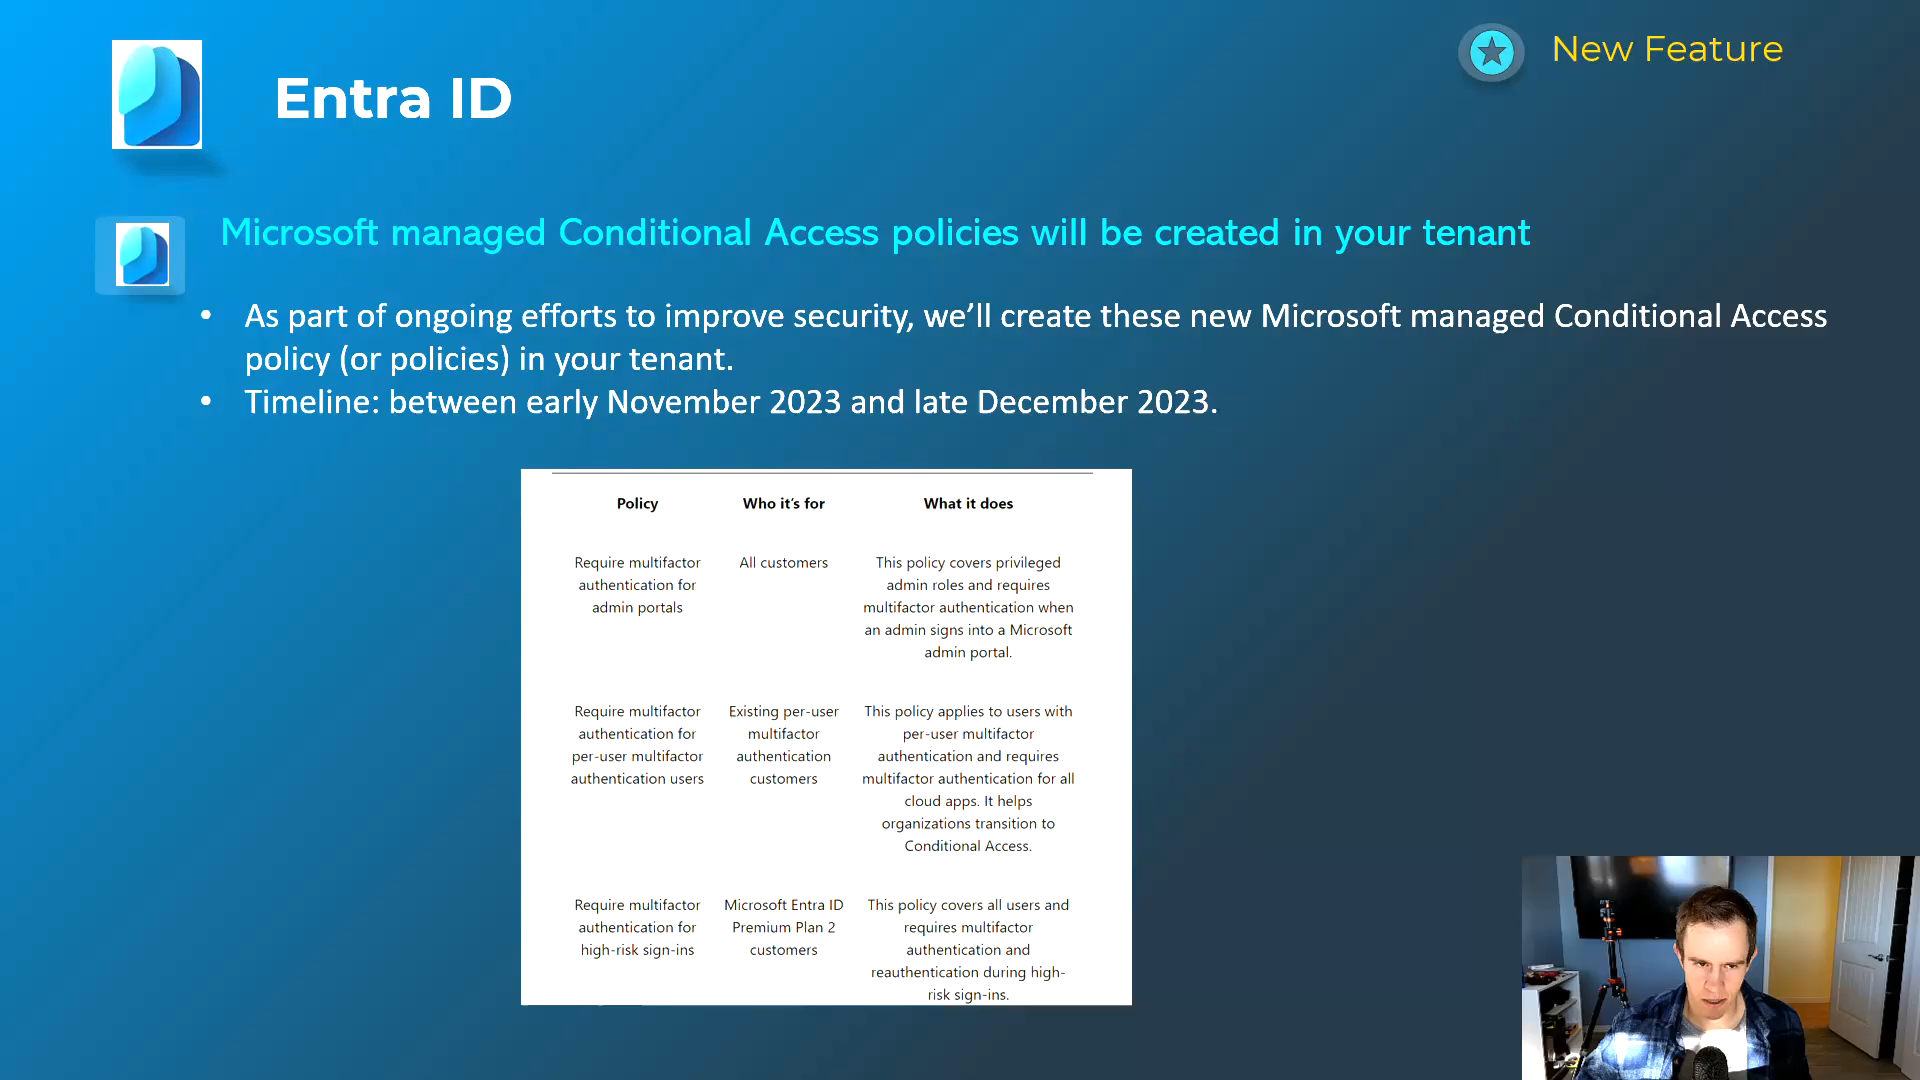 Entra ID
New Feature
Microsoft managed Conditional Access policies will be created in your tenant
• As part of ongoing efforts to improve security, we’ll create these new Microsoft managed Conditional Access
policy (or policies) in your tenant.
• Timeline: between early November 2023 and late December 2023.
Policy Who it's for What it does
Require multifactor
authentication for
admin portals
All customers
This policy covers privileged
admin roles and requires
multifactor authentication when
an admin signs into a Microsoft
admin portal.
Require multifactor
authentication for
per-user multifactor
authentication users
Existing per-user
multifactor
authentication
customers
This policy applies to users with
per-user multifactor
authentication and requires
multifactor authentication for all
cloud apps. It helps
organizations transition to
Conditional Access.
Require multifactor
authentication for
high-risk sign-ins
Microsoft Entra ID
Premium Plan 2
customers
This policy covers all users and
requires multifactor
authentication and
reauthentication during high-
risk sign-ins.